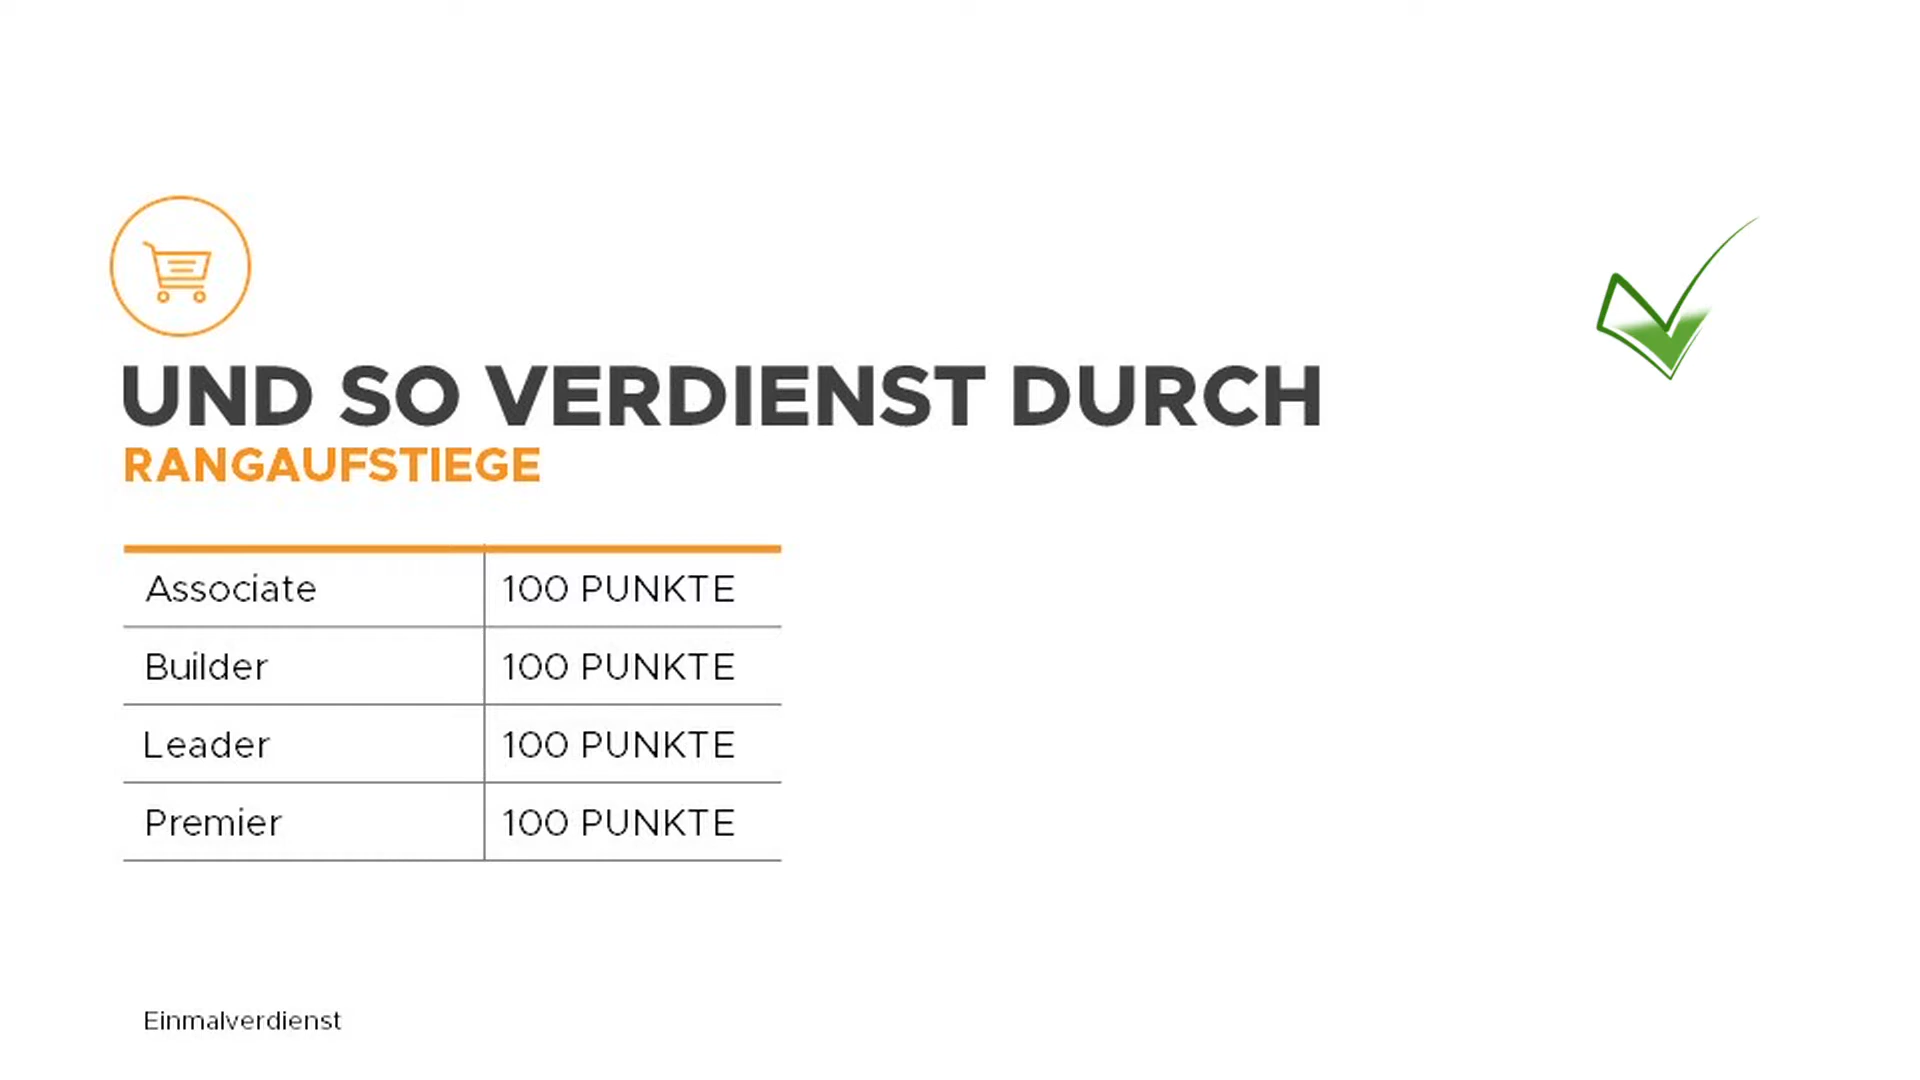 UND SO VERDIENST DURCH
RANGAUFSTIEGE
Associate 100 PUNKTE
Builder 100 PUNKTE
Leader 100 PUNKTE
Premier 100 PUNKTE
Einmalverdienst